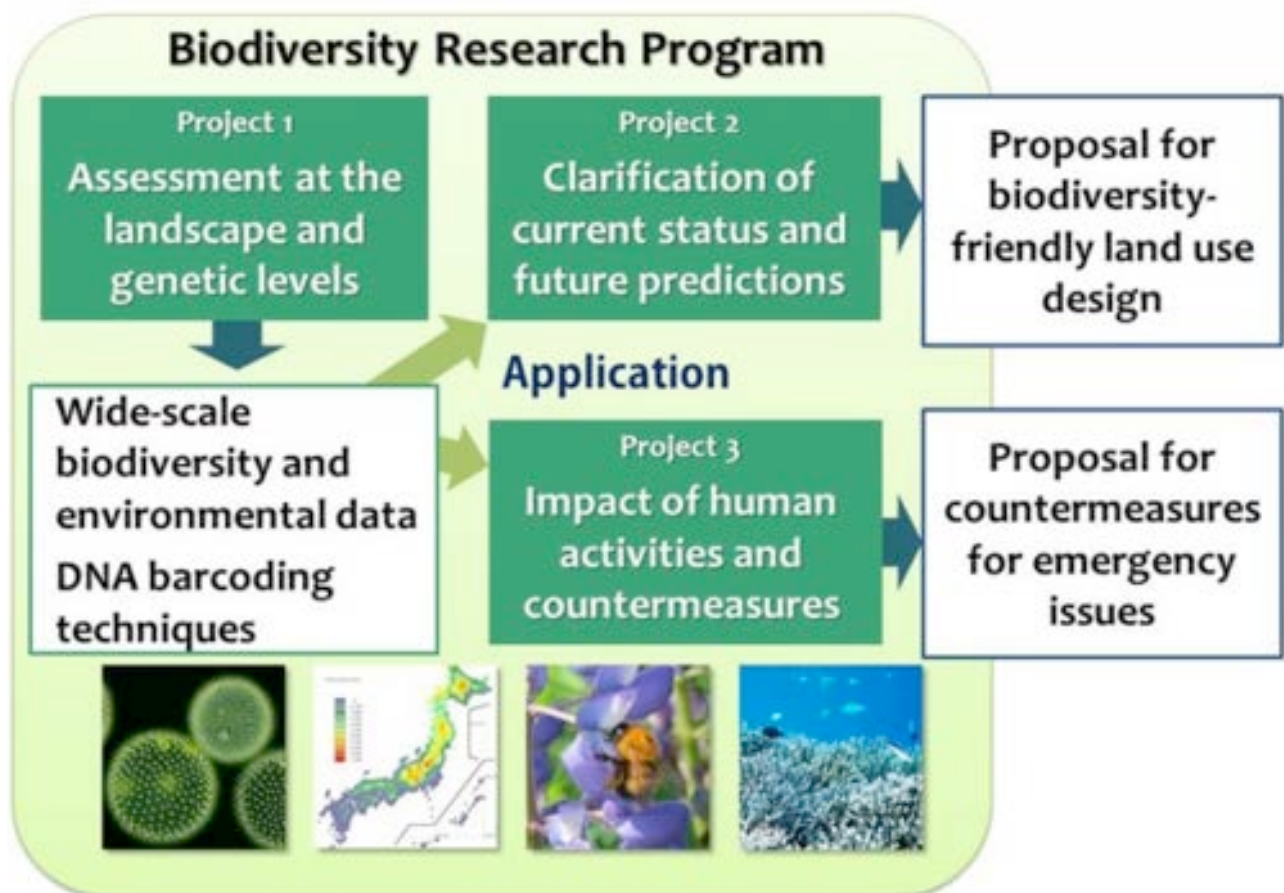 Biodiversity Research Program
Project 1
Assessment at the
landscape and
genetic levels
Project 2
Clarification of
current status and
future predictions
Proposal for
biodiversity-
friendly land use
design
Application
Wide-scale
biodiversity and
environmental data
DNA barcoding
techniques
Project 3
Impact of human
activities and
countermeasures
Proposal for
countermeasures
for emergency
issues